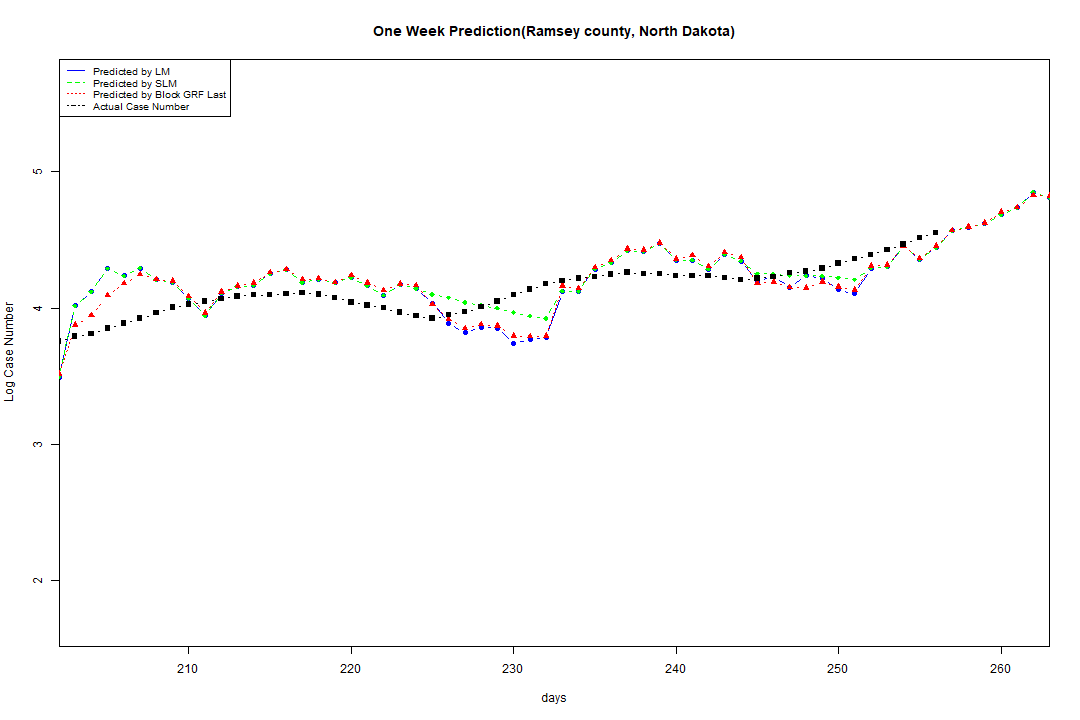 One Week Prediction(Ramsey county, North Dakota)
Predicted by LM
Predicted by SLM
Predicted by Block GRF Last
Actual Case Number
5
4
3
2
Log Case Number
210 220 230 240 250 260
days